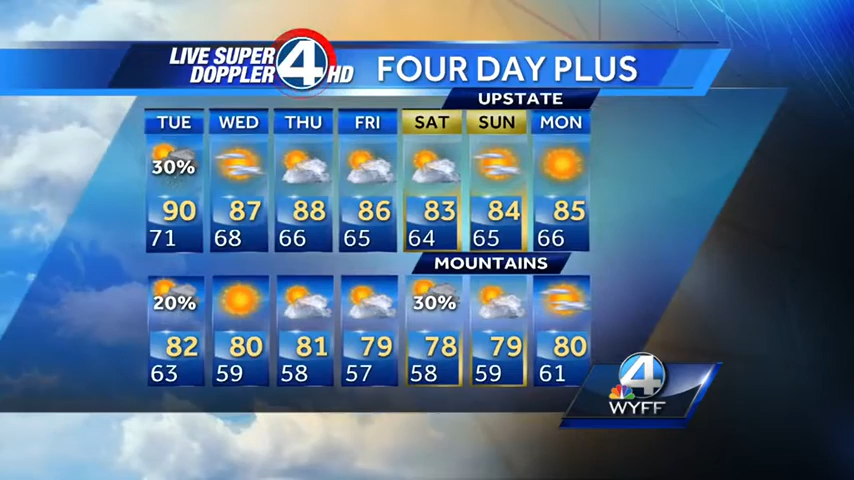 LIVE SUPER
DOPPLER 4 HD
FOUR DAY PLUS
UPSTATE
TUE WED THU FRI SAT SUN MON
30%
90 87 88 86 83 84 85
71 68 66 65 64 65 66
MOUNTAINS
20% 30%
82 80 81 79 78 79 80
63 59 58 57 58 59 61
4
WYFF